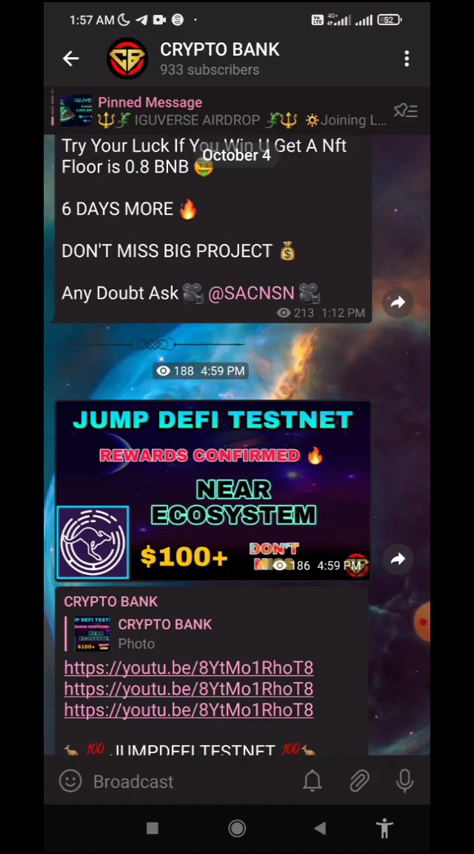 1:57 AM
52
CRYPTO BANK
933 subscribers
Pinned Message
🔱🐉 IGUVERSE AIRDROP 🐉🔱 🔅Joining L...
Try Your Luck If You Win U Get A Nft
October 4
Floor is 0.8 BNB 🤑
6 DAYS MORE 🔥
DON'T MISS BIG PROJECT 💰
Any Doubt Ask 🎥 @SACNSN 🎥
213 1:12 PM
188 4:59 PM
JUMP DEFI TESTNET
REWARDS CONFIRMED 🔥
NEAR
ECOSYSTEM
$100+
DON'T
186 4:59 PM
CRYPTO BANK
CRYPTO BANK
Photo
https://youtu.be/8YtMo1RhoT8
https://youtu.be/8YtMo1RhoT8
https://youtu.be/8YtMo1RhoT8
🦘 💯 JUMPDEFI TESTNET 💯🦘
Broadcast